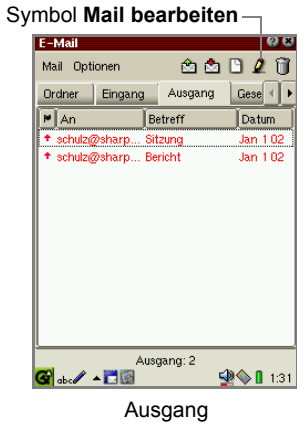 Symbol Mail bearbeiten
E-Mail
Mail Optionen
Ordner Eingang Ausgang Gese
An Betreff Datum
schulz@sharp... Sitzung Jan 1 02
schulz@sharp... Bericht Jan 1 02
Ausgang: 2
abc 1:31
Ausgang